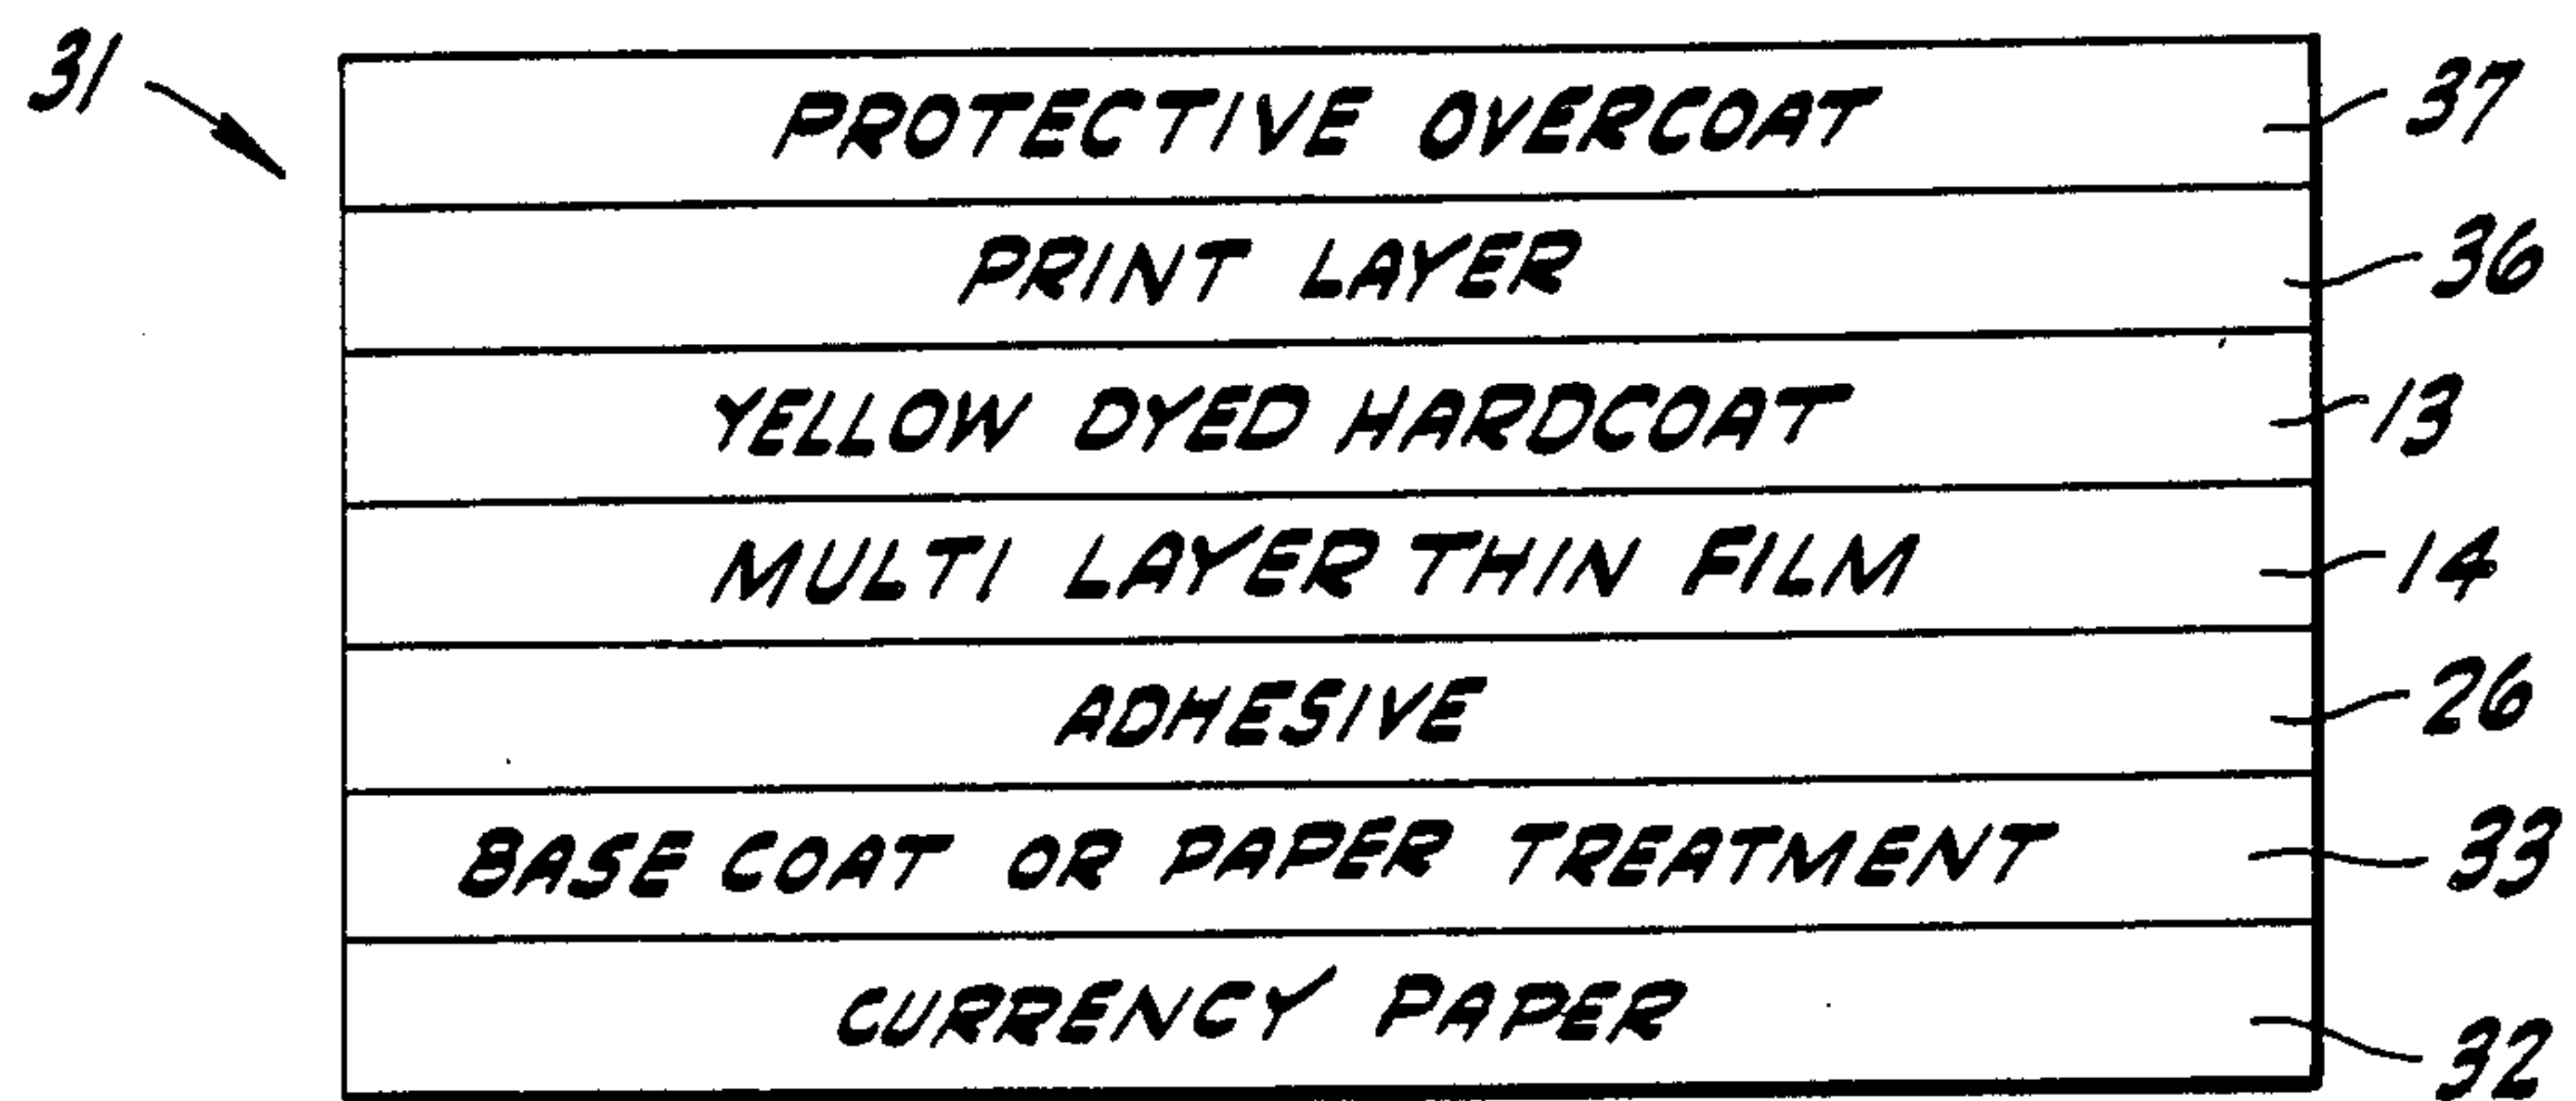 31
PROTECTIVE OVERCOAT 37
PRINT LAYER 36
YELLOW DYED HARDCOAT 13
MULTI LAYER THIN FILM 14
ADHESIVE 26
BASE COAT OR PAPER TREATMENT 33
CURRENCY PAPER 32